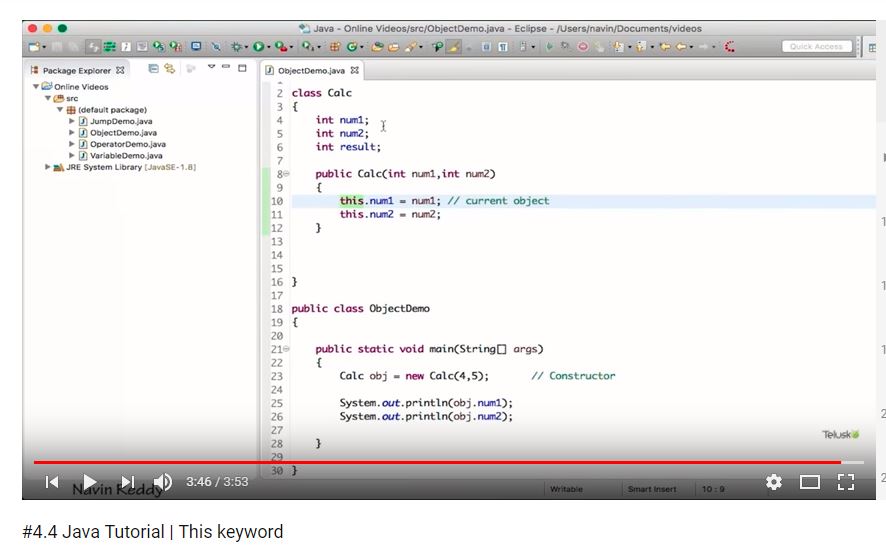 Java - Online Videos/src/ObjectDemo.java - Eclipse - /Users/navin/Documents/videos
Quick Access
Package Explorer
Online Videos
src
(default package)
JumpDemo.java
ObjectDemo.java
OperatorDemo.java
VariableDemo.java
JRE System Library [JavaSE-1.8]
ObjectDemo.java
2 class Calc
3 {
4 int num1;
5 int num2;
6 int result;
7
8 public Calc(int num1,int num2)
9 {
10 this.num1 = num1; // current object
11 this.num2 = num2;
12 }
13
14
15
16 }
17
18 public class ObjectDemo
19 {
20
21 public static void main(String[] args)
22 {
23 Calc obj = new Calc(4,5); // Constructor
24
25 System.out.println(obj.num1);
26 System.out.println(obj.num2);
27
28 }
29
30 }
Telusko
Navin Reddy
3:46 / 3:53
Writable
Smart Insert
10 : 9
#4.4 Java Tutorial | This keyword